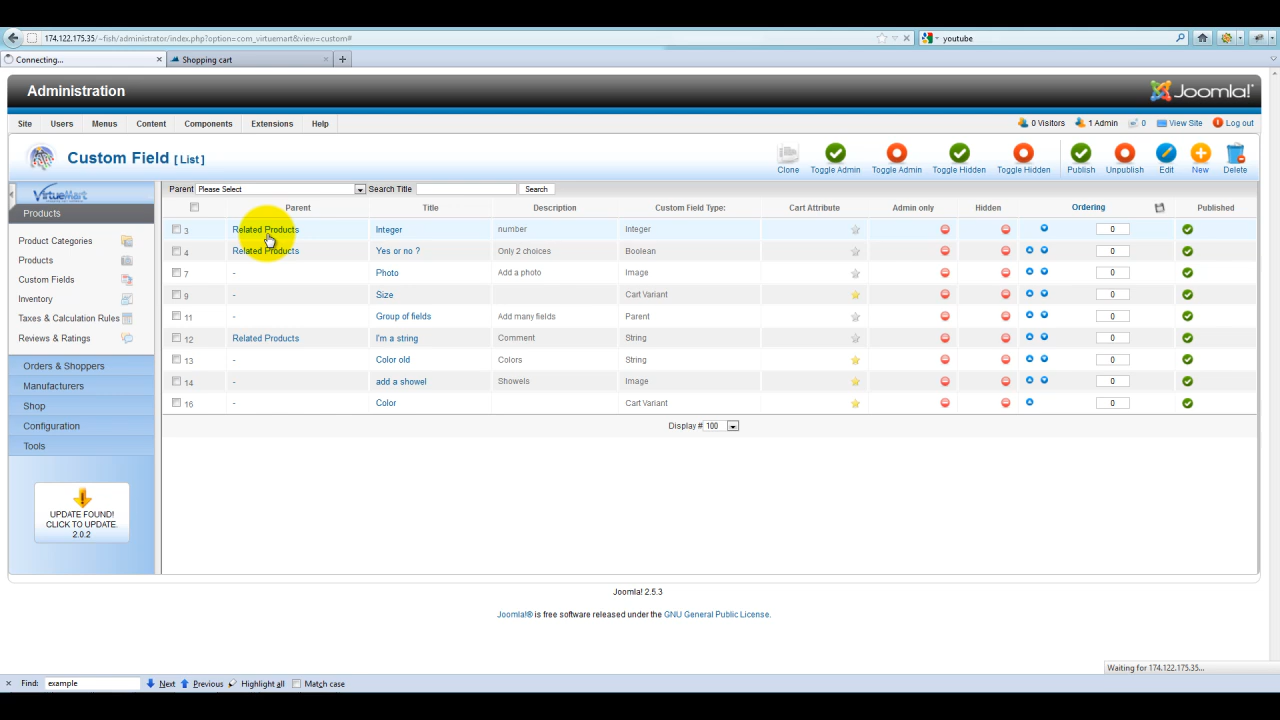 174.122.175.35/~fish/administrator/index.php?option=com_virtuemart&view=custom#
youtube
Connecting...
Shopping cart
Administration
Joomla!®
Site Users Menus Content Components Extensions Help
0 Visitors 1 Admin 0 View Site Log out
Custom Field [ List ]
Clone Toggle Admin Toggle Admin Toggle Hidden Toggle Hidden Publish Unpublish Edit New Delete
VirtueMart
Products
Product Categories
Products
Custom Fields
Inventory
Taxes & Calculation Rules
Reviews & Ratings
Orders & Shoppers
Manufacturers
Shop
Configuration
Tools
UPDATE FOUND!
CLICK TO UPDATE.
2.0.2
Parent Please Select Search Title Search
Parent Title Description Custom Field Type: Cart Attribute Admin only Hidden Ordering Published
3 Related Products Integer number Integer 0
4 Related Products Yes or no ? Only 2 choices Boolean 0
7 - Photo Add a photo Image 0
9 - Size Cart Variant 0
11 - Group of fields Add many fields Parent 0
12 Related Products I'm a string Comment String 0
13 - Color old Colors String 0
14 - add a showel Showels Image 0
16 - Color Cart Variant 0
Display # 100
Joomla! 2.5.3
Joomla!® is free software released under the GNU General Public License.
Waiting for 174.122.175.35...
Find: example Next Previous Highlight all Match case